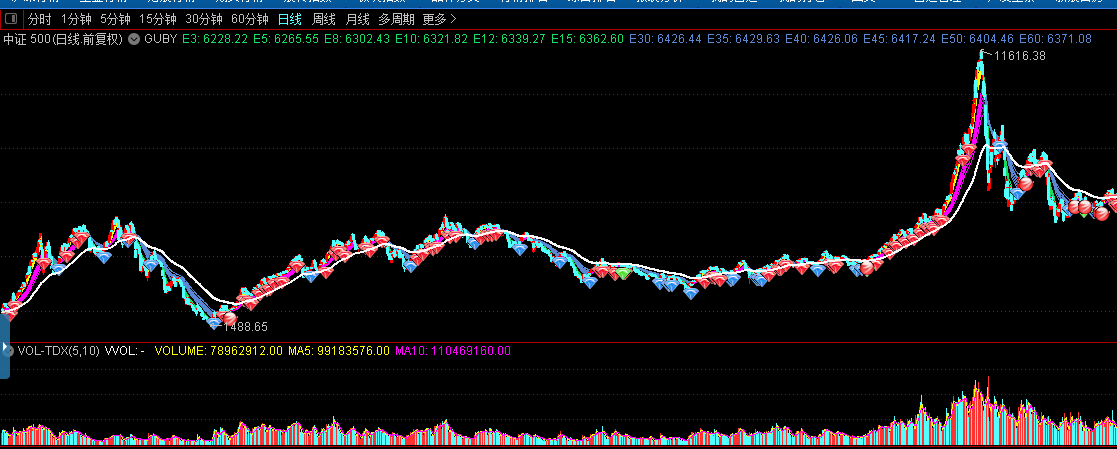 分时 1分钟 5分钟 15分钟 30分钟 60分钟 日线 周线 月线 多周期 更多
中证 500(日线.前复权) GUBY E3: 6228.22 E5: 6265.55 E8: 6302.43 E10: 6321.82 E12: 6339.27 E15: 6362.60 E30: 6426.44 E35: 6429.63 E40: 6426.06 E45: 6417.24 E50: 6404.46 E60: 6371.08
11616.38
1488.65
VOL-TDX(5,10) VVOL: - VOLUME: 78962912.00 MA5: 99183576.00 MA10: 110469160.00